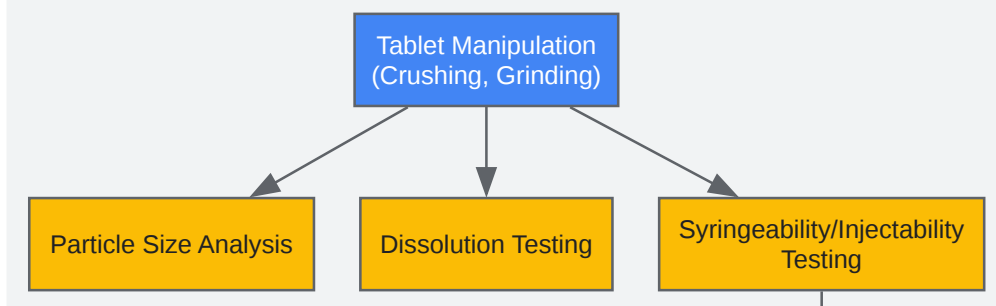 Tablet Manipulation
(Crushing, Grinding)
Particle Size Analysis
Dissolution Testing
Syringeability/Injectability
Testing